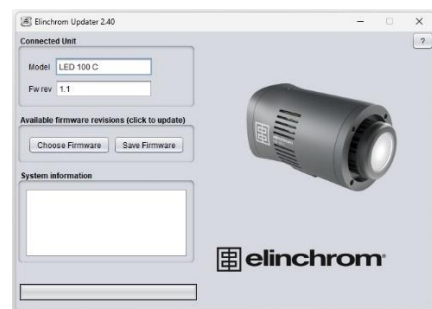 Elinchrom Updater 2.40
?
Connected Unit
Model LED 100 C
Fw rev 1.1
Available firmware revisions (click to update)
Choose Firmware Save Firmware
System information
elinchrom